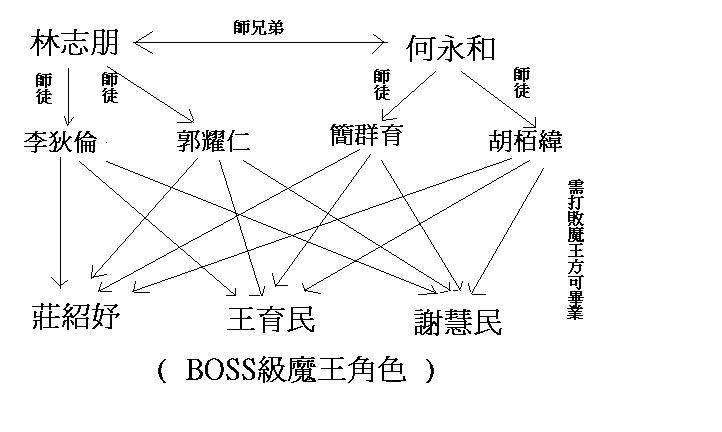 師兄弟
林志朋
何永和
師徒
師徒
師徒
師徒
李狄倫
郭耀仁
簡群育
胡栢緯
需打敗魔王方可畢業
莊紹妤
王育民
謝慧民
( BOSS級魔王角色 )